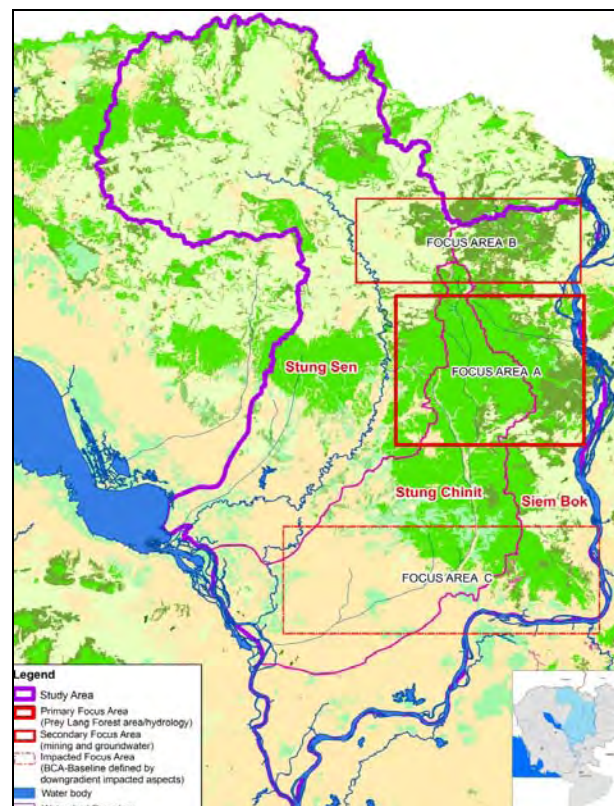 FOCUS AREA B
Stung Sen
FOCUS AREA A
Stung Chinit
Siem Bok
FOCUS AREA C
Legend
Study Area
Primary Focus Area
(Prey Lang Forest area/hydrology)
Secondary Focus Area
(mining and groundwater)
Impacted Focus Area
(BCA-Baseline defined by
downgradient impacted aspects)
Water body